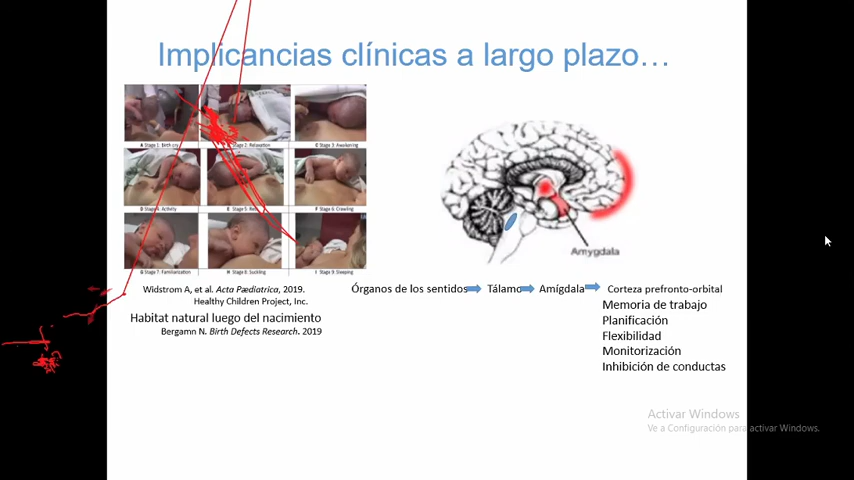 Implicancias clínicas a largo plazo…
A Stage 1: Birth cry
Stage 2: Relaxation
C Stage 3: Awakening
D Stage 4: Activity
E Stage 5: Rest
F Stage 6: Crawling
G Stage 7: Familiarization
H Stage 8: Suckling
I Stage 9: Sleeping
Widstrom A, et al. Acta Pædiatrica, 2019.
Healthy Children Project, Inc.
Habitat natural luego del nacimiento
Bergamn N. Birth Defects Research. 2019
Amygdala
Órganos de los sentidos Tálamo Amígdala Corteza prefronto-orbital
Memoria de trabajo
Planificación
Flexibilidad
Monitorización
Inhibición de conductas
Activar Windows
Ve a Configuración para activar Windows.